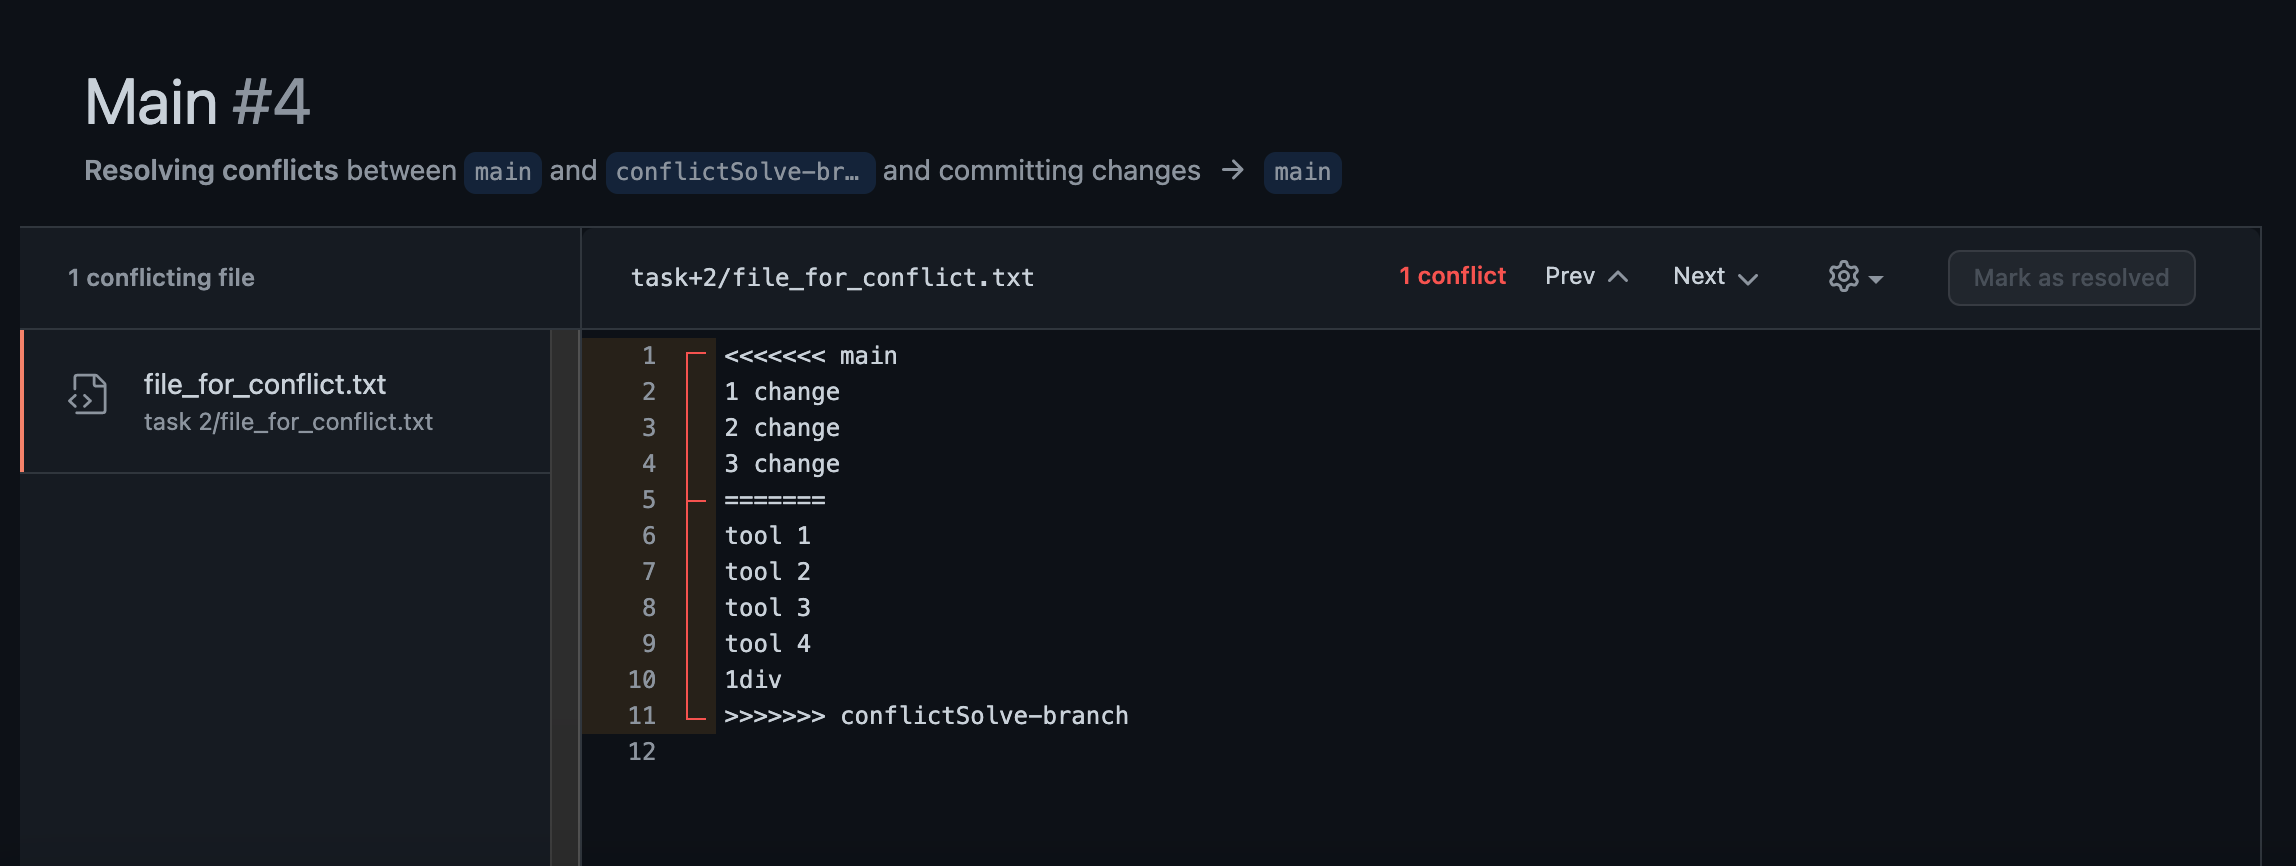 Main #4
Resolving conflicts between main and conflictSolve-br… and committing changes → main
1 conflicting file
task+2/file_for_conflict.txt
1 conflict Prev Next Mark as resolved
file_for_conflict.txt
task 2/file_for_conflict.txt
1 <<<<<<< main
2 1 change
3 2 change
4 3 change
5 =======
6 tool 1
7 tool 2
8 tool 3
9 tool 4
10 1div
11 >>>>>>> conflictSolve-branch
12